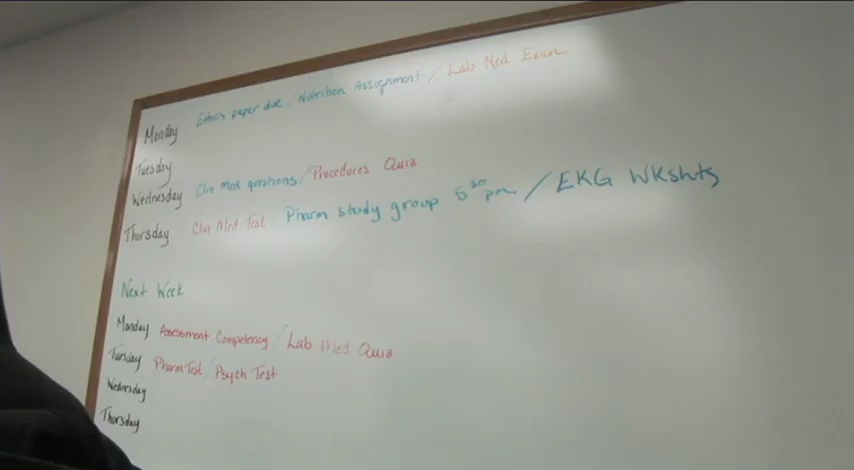 Monday Ethics paper due / Nutrition Assignment / Lab Med Exam
Tuesday
Wednesday Clin Med questions / Procedures Quiz
Thursday Clin Med Test / Pharm study group 5:30 pm / EKG WKshts
Next Week
Monday Assessment Competency / Lab Med Quiz
Tuesday Pharm Test / Psych Test
Wednesday
Thursday